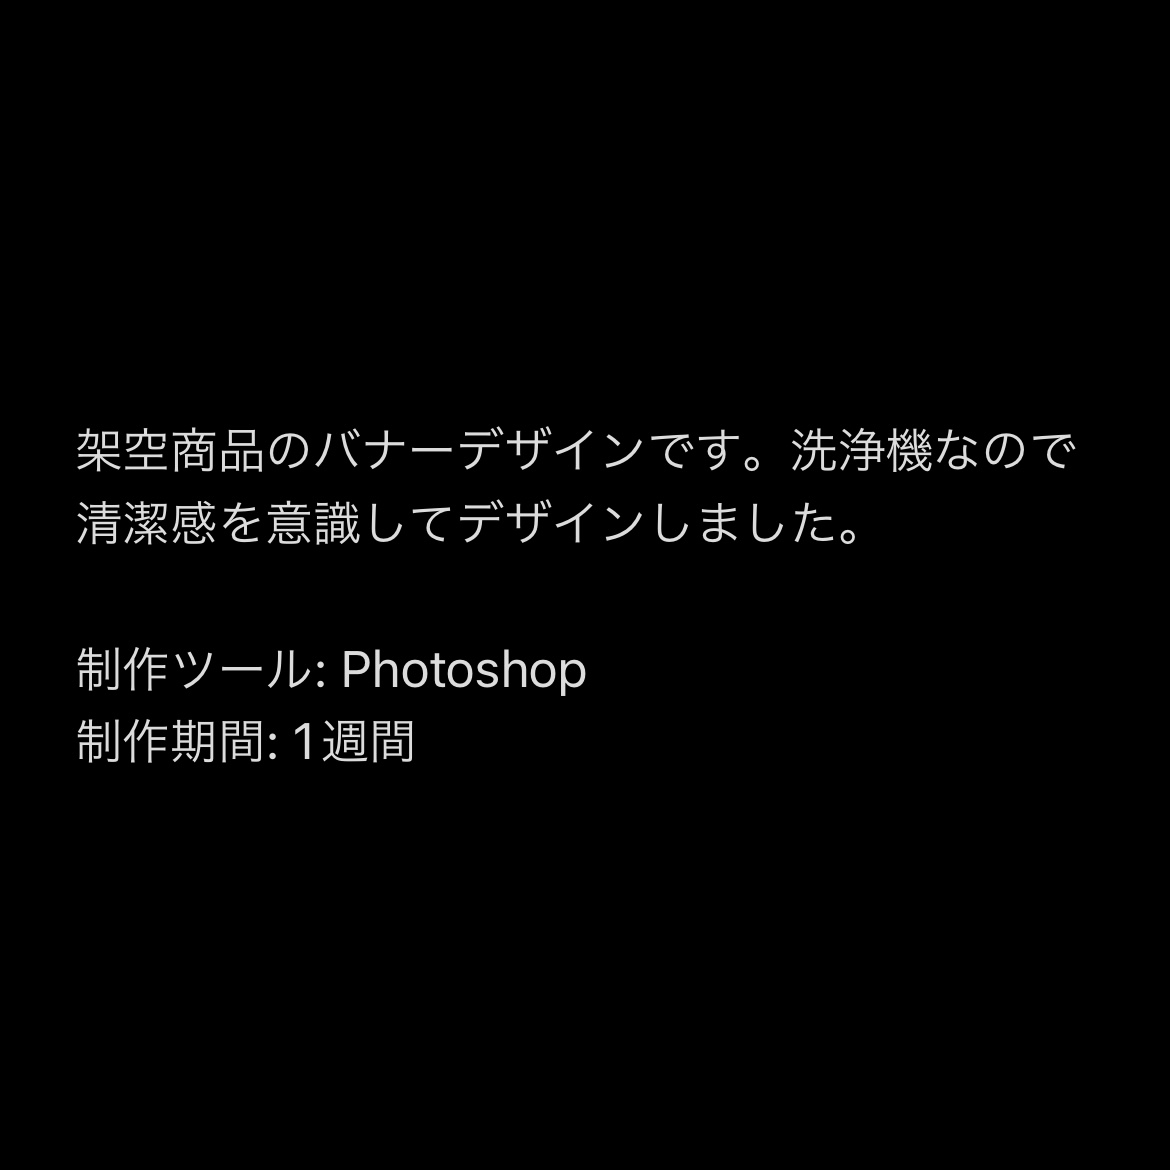 架空商品のバナーデザインです。洗浄機なので
清潔感を意識してデザインしました。
制作ツール: Photoshop
制作期間: 1週間